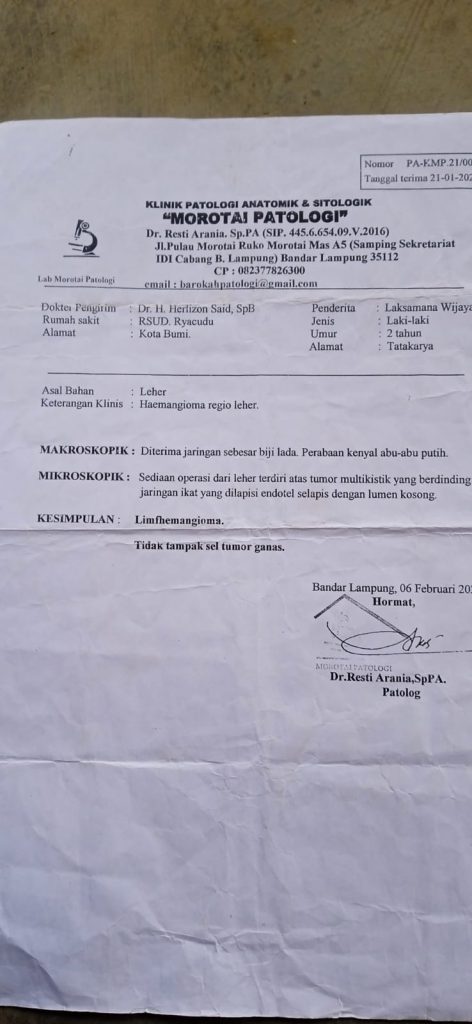 Nomor PA-KMP.21/00
Tanggal terima 21-01-202
KLINIK PATOLOGI ANATOMIK & SITOLOGIK
"MOROTAI PATOLOGI"
Dr. Resti Arania, Sp.PA (SIP. 445.6.654.09.V.2016)
Jl.Pulau Morotai Ruko Morotai Mas A5 (Samping Sekretariat
IDI Cabang B. Lampung) Bandar Lampung 35112
CP : 082377826300
Lab Morotai Patologi
email : barokahpatologi@gmail.com
Dokter Pengirim : Dr. H. Herlizon Said, SpB Penderita : Laksamana Wijaya
Rumah sakit : RSUD. Ryacudu Jenis : Laki-laki
Alamat : Kota Bumi. Umur : 2 tahun
Alamat : Tatakarya
Asal Bahan : Leher
Keterangan Klinis : Haemangioma regio leher.
MAKROSKOPIK : Diterima jaringan sebesar biji lada. Perabaan kenyal abu-abu putih.
MIKROSKOPIK : Sediaan operasi dari leher terdiri atas tumor multikistik yang berdinding
jaringan ikat yang dilapisi endotel selapis dengan lumen kosong.
KESIMPULAN : Limfhemangioma.
Tidak tampak sel tumor ganas.
Bandar Lampung, 06 Februari 202
Hormat,
MOROTAI PATOLOGI
Dr.Resti Arania,SpPA.
Patolog